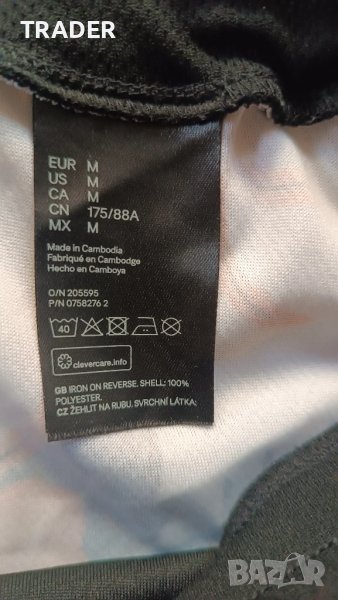 TRADER
EUR M
US M
CA M
CN 175/88A
MX M
Made in Cambodia
Fabriqué en Cambodge
Hecho en Camboya
O/N 205595
P/N 0758276 2
40
clevercare.info
GB IRON ON REVERSE. SHELL: 100%
POLYESTER.
CZ ŽEHLIT NA RUBU. SVRCHNÍ LÁTKA:
BAZAR